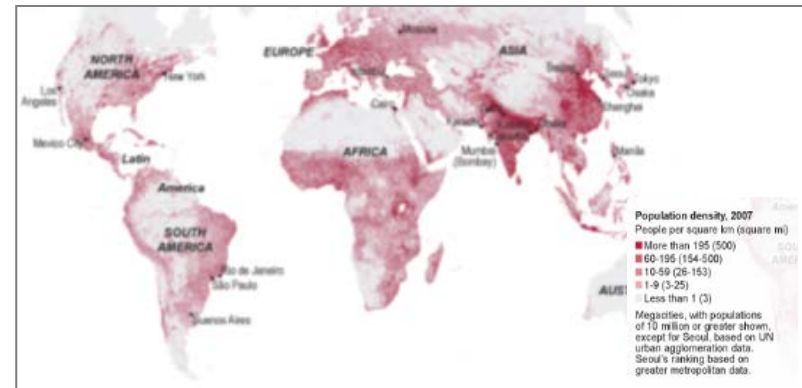 Moscow
EUROPE
ASIA
NORTH
AMERICA
New York
Los
Angeles
Beijing
Seoul
Tokyo
Osaka
Shanghai
Cairo
Karachi
Mexico City
Latin
America
AFRICA
Mumbai
(Bombay)
Manila
SOUTH
AMERICA
Rio de Janeiro
São Paulo
Buenos Aires
AUST
Population density, 2007
People per square km (square mi)
More than 195 (500)
60-195 (154-500)
10-59 (26-153)
1-9 (3-25)
Less than 1 (3)
Megacities, with populations
of 10 million or greater shown,
except for Seoul, based on UN
urban agglomeration data.
Seoul's ranking based on
greater metropolitan data.